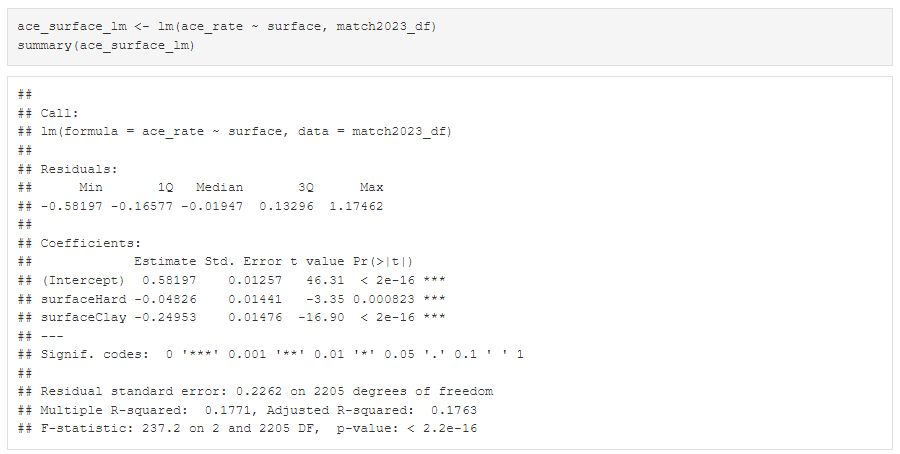 ace_surface_lm <- lm(ace_rate ~ surface, match2023_df)
summary(ace_surface_lm)
##
## Call:
## lm(formula = ace_rate ~ surface, data = match2023_df)
##
## Residuals:
##      Min       1Q   Median       3Q      Max
## -0.58197 -0.16577 -0.01947  0.13296  1.17462
##
## Coefficients:
##             Estimate Std. Error t value Pr(>|t|)
## (Intercept)  0.58197    0.01257   46.31  < 2e-16 ***
## surfaceHard -0.04826    0.01441   -3.35 0.000823 ***
## surfaceClay -0.24953    0.01476  -16.90  < 2e-16 ***
## ---
## Signif. codes:  0 '***' 0.001 '**' 0.01 '*' 0.05 '.' 0.1 ' ' 1
##
## Residual standard error: 0.2262 on 2205 degrees of freedom
## Multiple R-squared:  0.1771, Adjusted R-squared:  0.1763
## F-statistic: 237.2 on 2 and 2205 DF,  p-value: < 2.2e-16